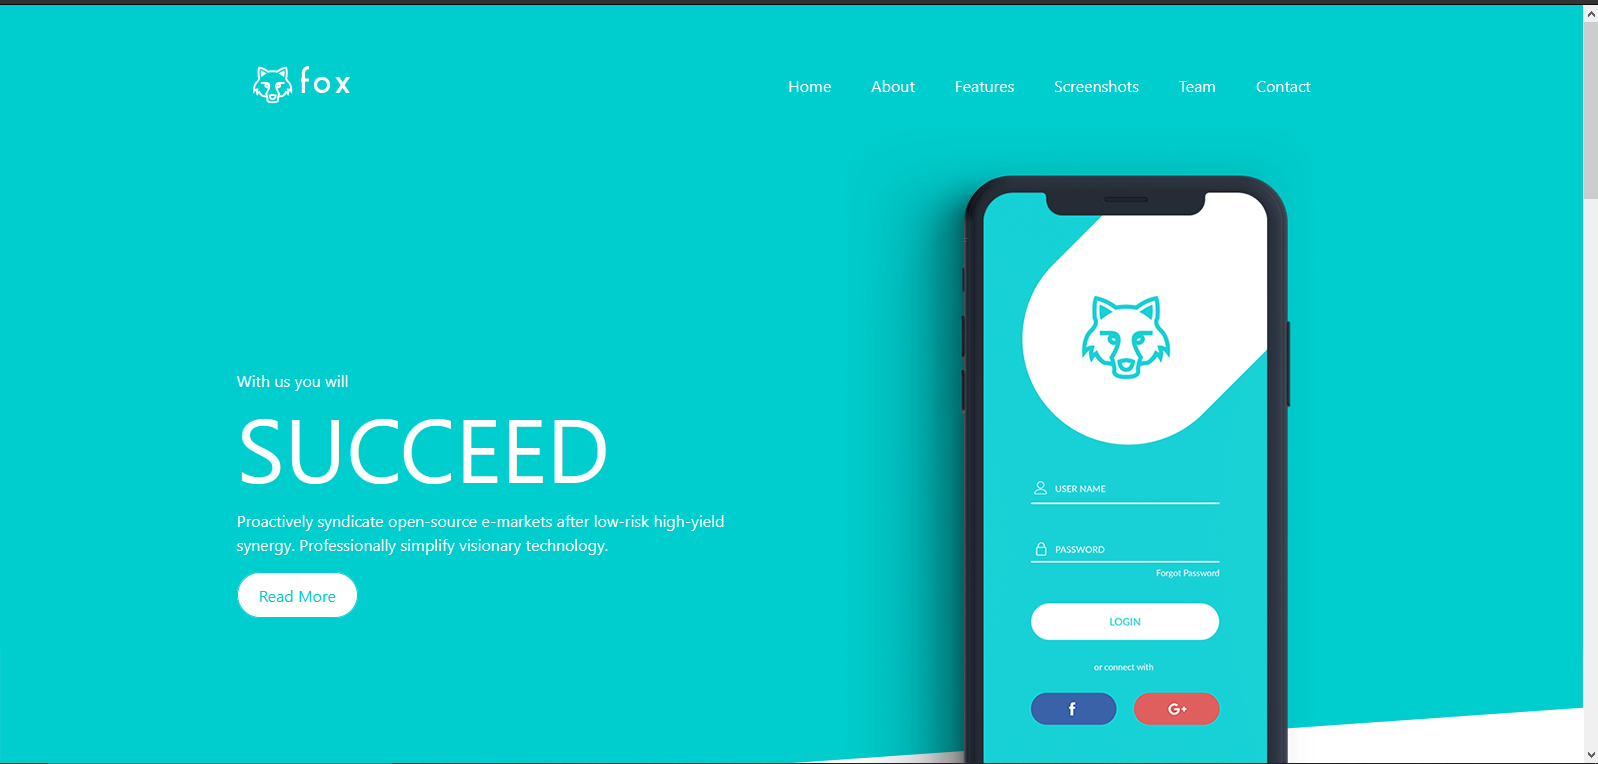 fox
Home About Features Screenshots Team Contact
With us you will
SUCCEED
Proactively syndicate open-source e-markets after low-risk high-yield
synergy. Professionally simplify visionary technology.
Read More
USER NAME
PASSWORD
Forgot Password
LOGIN
or connect with
f
G+